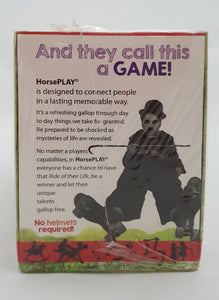 And they call this
a GAME!
HorsePLAY®
is designed to connect people
in a lasting memorable way.
It's a refreshing gallop through day
to day things we take for granted.
Be prepared to be shocked as
mysteries of life are revealed.
No matter a players
capabilities, in HorsePLAY®
everyone has a chance to have
that Ride of their Life, be a
winner and let their
unique
talents
gallop free.
No helmets
required!